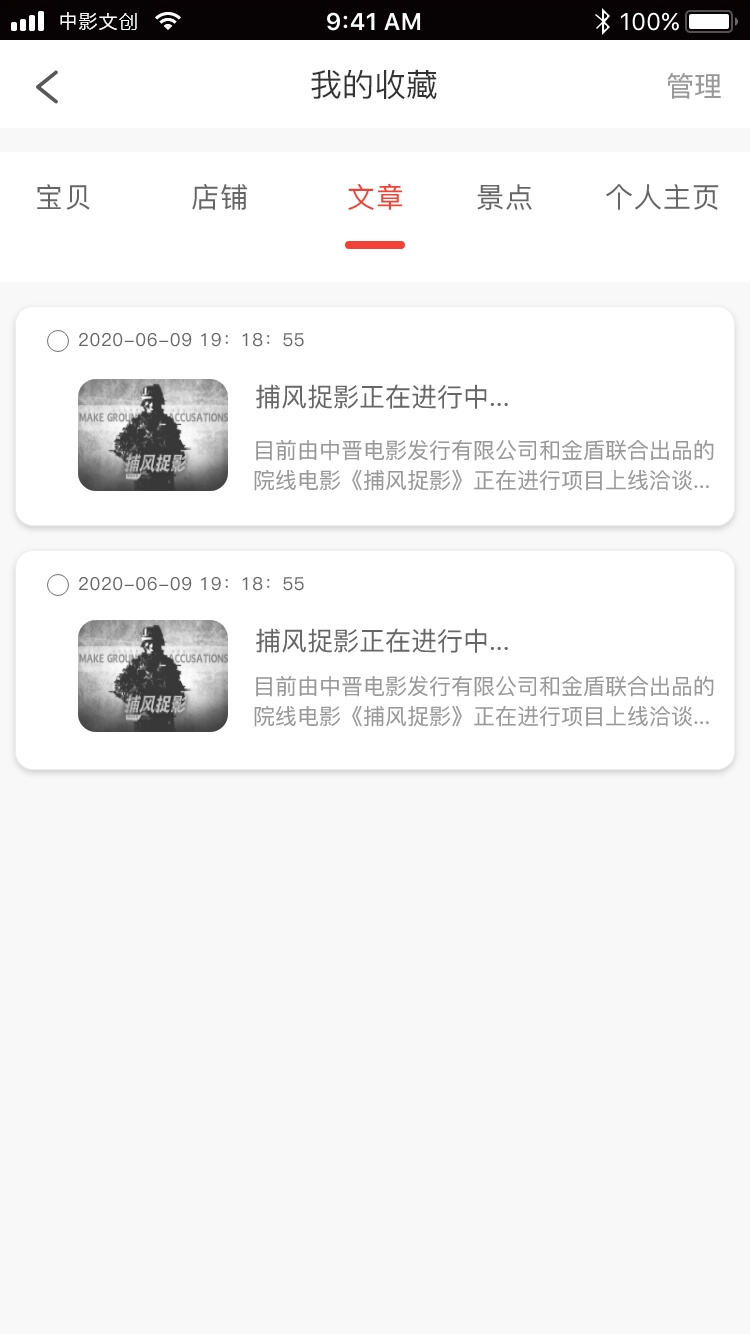 中影文创 9:41 AM 100%
我的收藏 管理
宝贝 店铺 文章 景点 个人主页
2020-06-09 19：18：55
MAKE GROU ACCUSATIONS
捕风捉影
捕风捉影正在进行中...
目前由中晋电影发行有限公司和金盾联合出品的
院线电影《捕风捉影》正在进行项目上线洽谈...
2020-06-09 19：18：55
MAKE GROU ACCUSATIONS
捕风捉影
捕风捉影正在进行中...
目前由中晋电影发行有限公司和金盾联合出品的
院线电影《捕风捉影》正在进行项目上线洽谈...